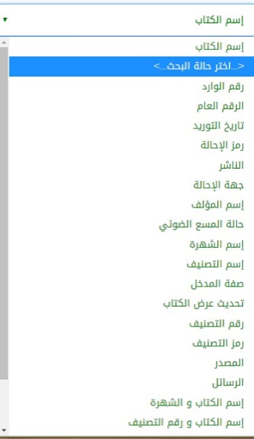 إسم الكتاب
إسم الكتاب
<...اختر حالة البحث...>
رقم الوارد
الرقم العام
تاريخ التوريد
رمز الإحالة
الناشر
جهة الإحالة
إسم المؤلف
حالة المسع الضوئي
إسم الشهرة
إسم التصنيف
صفة المدخل
تحديث عرض الكتاب
رقم التصنيف
رمز التصنيف
المصدر
الرسائل
إسم الكتاب و الشهرة
إسم الكتاب و رقم التصنيف